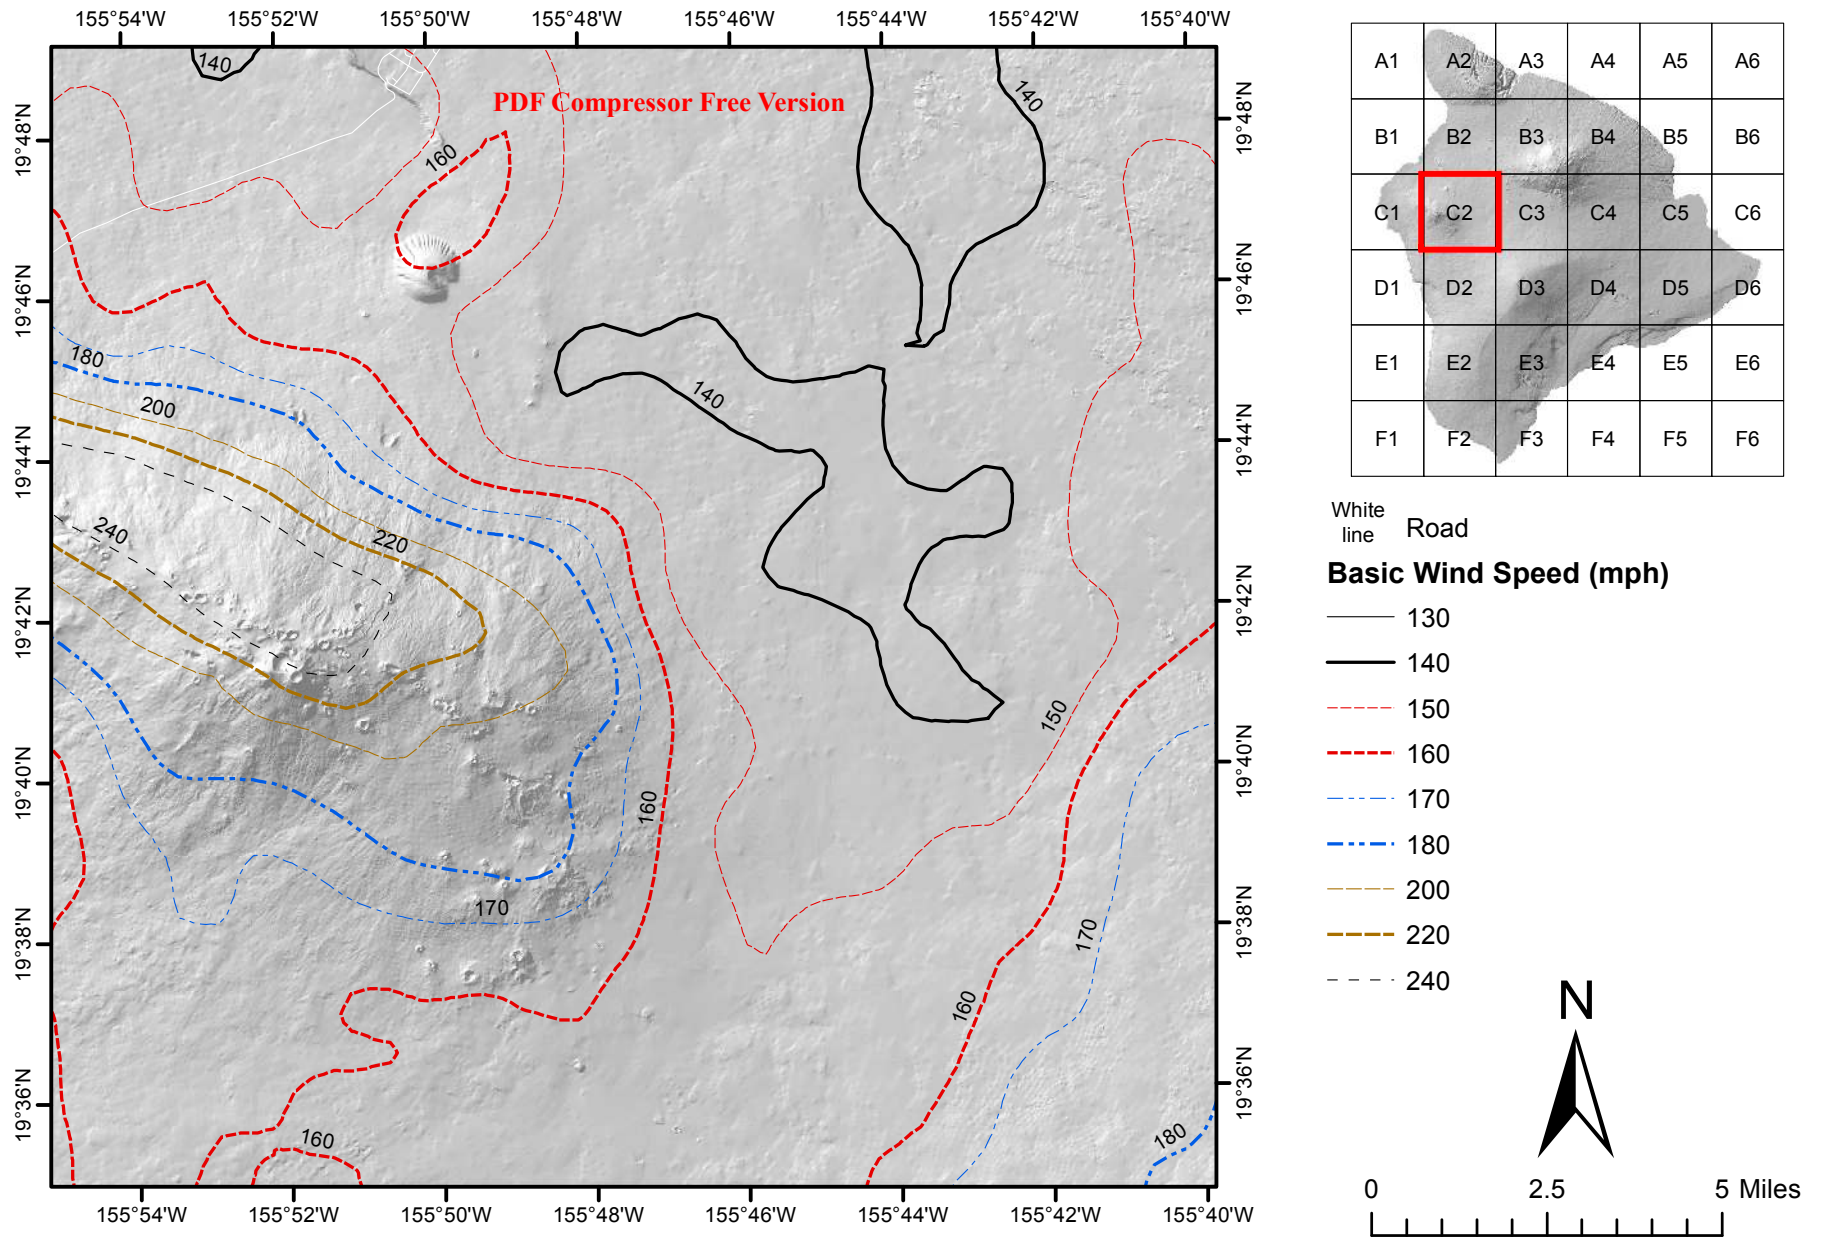 155°54'W 155°52'W 155°50'W 155°48'W 155°46'W 155°44'W 155°42'W 155°40'W
PDF Compressor Free Version
19°48'N
19°46'N
19°44'N
19°42'N
19°40'N
19°38'N
19°36'N
140
160
140
180
200
140
240
220
150
160
170
170
160
160
180
19°48'N
19°46'N
19°44'N
19°42'N
19°40'N
19°38'N
19°36'N
155°54'W 155°52'W 155°50'W 155°48'W 155°46'W 155°44'W 155°42'W 155°40'W
A1 A2 A3 A4 A5 A6
B1 B2 B3 B4 B5 B6
C1 C2 C3 C4 C5 C6
D1 D2 D3 D4 D5 D6
E1 E2 E3 E4 E5 E6
F1 F2 F3 F4 F5 F6
White
line
Road
Basic Wind Speed (mph)
130
140
150
160
170
180
200
220
240
N
0 2.5 5 Miles